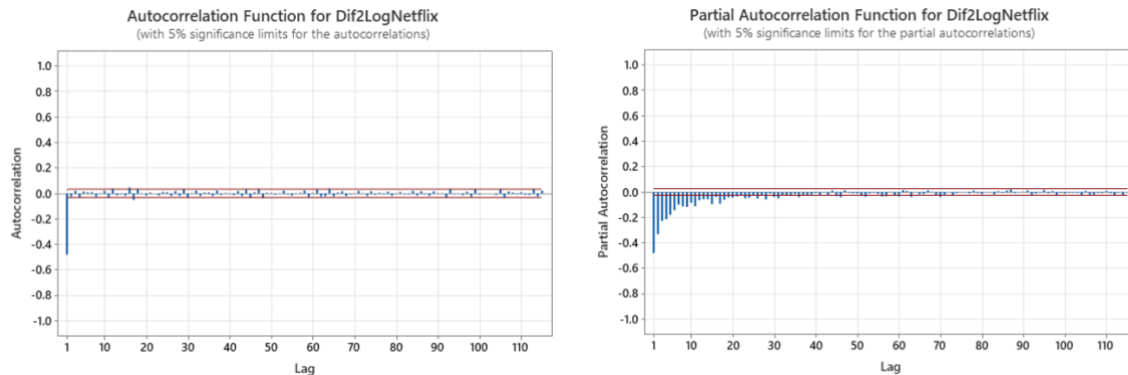 Autocorrelation Function for Dif2LogNetflix
(with 5% significance limits for the autocorrelations)
1.0
0.8
0.6
0.4
0.2
0.0
-0.2
-0.4
-0.6
-0.8
-1.0
Autocorrelation
1 10 20 30 40 50 60 70 80 90 100 110
Lag
Partial Autocorrelation Function for Dif2LogNetflix
(with 5% significance limits for the partial autocorrelations)
1.0
0.8
0.6
0.4
0.2
0.0
-0.2
-0.4
-0.6
-0.8
-1.0
Partial Autocorrelation
1 10 20 30 40 50 60 70 80 90 100 110
Lag